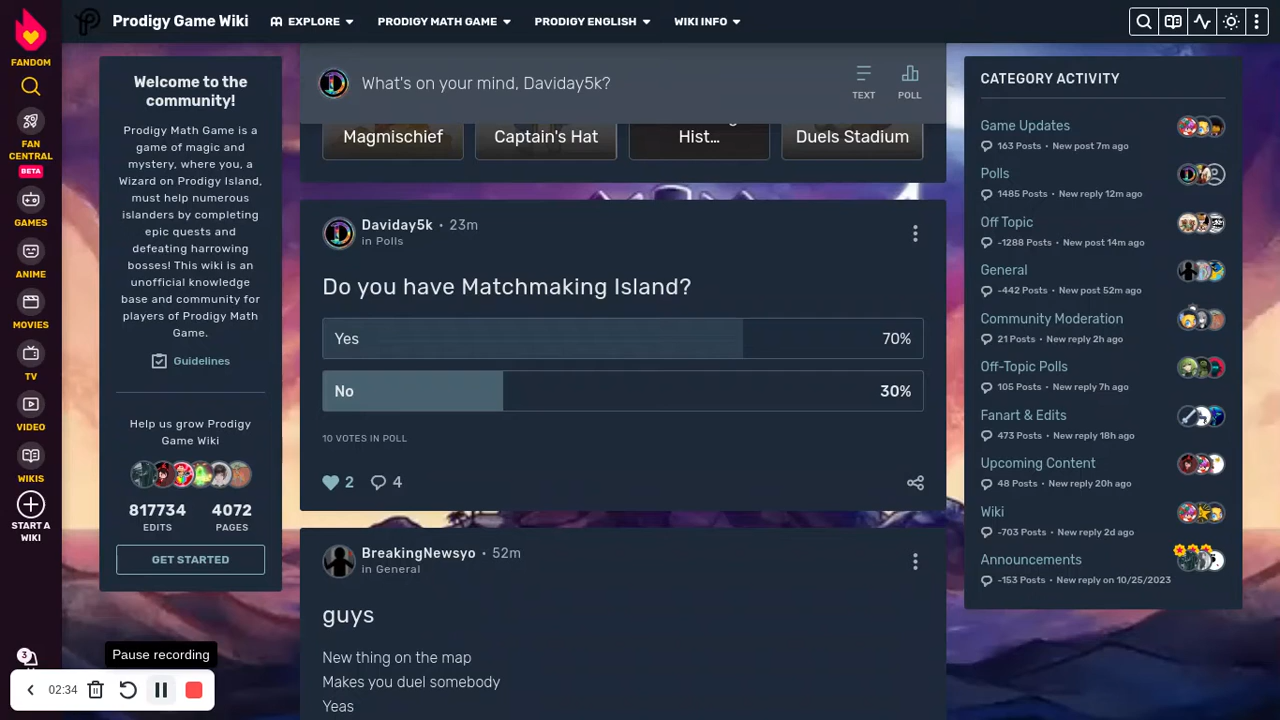 Prodigy Game Wiki
EXPLORE
PRODIGY MATH GAME
PRODIGY ENGLISH
WIKI INFO
FANDOM
FAN
CENTRAL
BETA
GAMES
ANIME
MOVIES
TV
VIDEO
WIKIS
START A
WIKI
3
Welcome to the
community!
Prodigy Math Game is a
game of magic and
mystery, where you, a
Wizard on Prodigy Island,
must help numerous
islanders by completing
epic quests and
defeating harrowing
bosses! This wiki is an
unofficial knowledge
base and community for
players of Prodigy Math
Game.
Guidelines
Help us grow Prodigy
Game Wiki
817734 4072
EDITS PAGES
GET STARTED
Pause recording
02:34
What's on your mind, Daviday5k?
TEXT POLL
Magmischief
Captain's Hat
Hist...
Duels Stadium
Daviday5k • 23m
in Polls
Do you have Matchmaking Island?
Yes 70%
No 30%
10 VOTES IN POLL
2 4
BreakingNewsyo • 52m
in General
guys
New thing on the map
Makes you duel somebody
Yeas
CATEGORY ACTIVITY
Game Updates
163 Posts • New post 7m ago
Polls
1485 Posts • New reply 12m ago
Off Topic
-1288 Posts • New post 14m ago
General
-442 Posts • New post 52m ago
Community Moderation
21 Posts • New reply 2h ago
Off-Topic Polls
105 Posts • New reply 7h ago
Fanart & Edits
473 Posts • New reply 18h ago
Upcoming Content
48 Posts • New reply 20h ago
Wiki
-703 Posts • New reply 2d ago
Announcements
-153 Posts • New reply on 10/25/2023